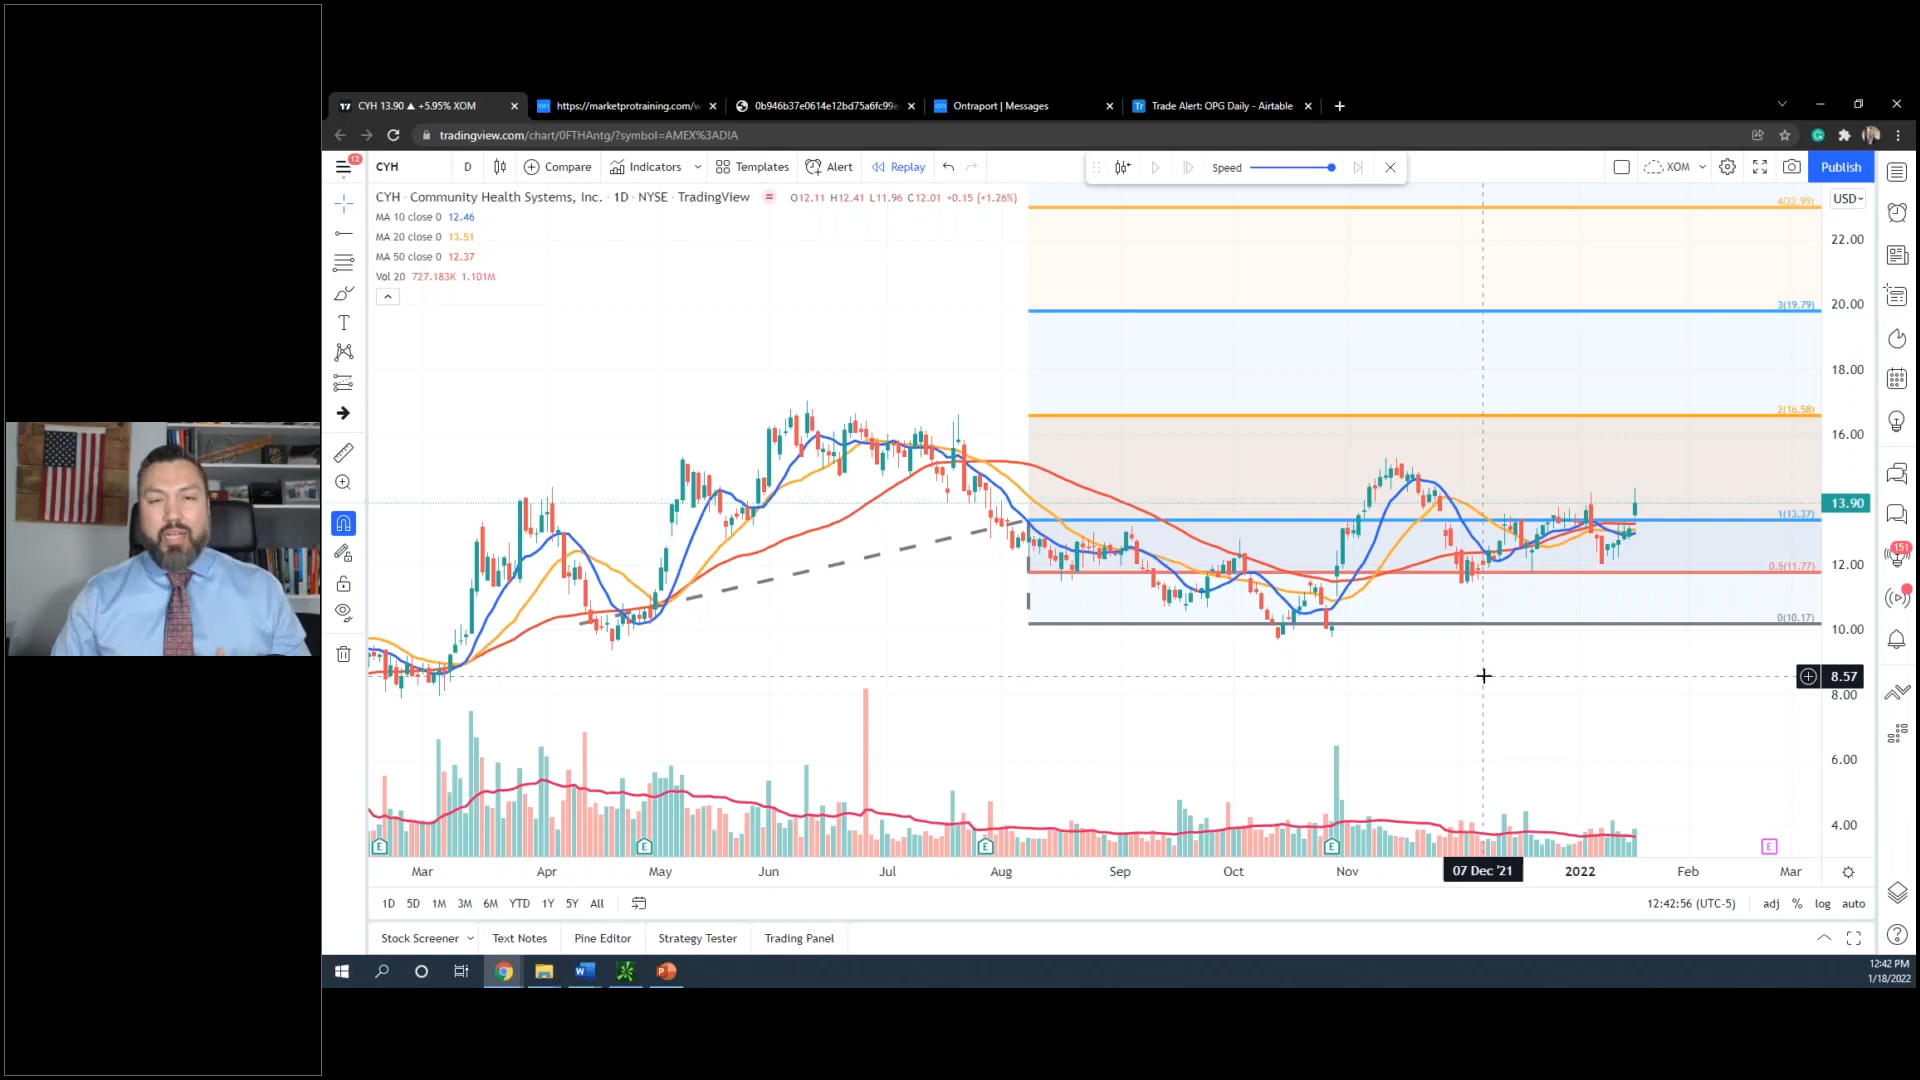 CYH 13.90 ▲ +5.95% XOM
https://marketprotraining.com/w
0b946b37e0614e12bd75a6fc99e
Ontraport | Messages
Trade Alert: OPG Daily - Airtable
tradingview.com/chart/0FTHAntg/?symbol=AMEX%3ADIA
12
CYH
D
Compare
Indicators
Templates
Alert
Replay
Speed
XOM
Publish
CYH · Community Health Systems, Inc. · 1D · NYSE · TradingView
O12.11 H12.41 L11.96 C12.01 +0.15 (+1.26%)
USD
MA 10 close 0 12.46
MA 20 close 0 13.51
MA 50 close 0 12.37
Vol 20 727.183K 1.101M
4(22.99)
22.00
3(19.79)
20.00
18.00
2(16.58)
16.00
13.90
1(13.37)
151
12.00
0.5(11.77)
0(10.17)
10.00
8.57
8.00
6.00
4.00
E
E
E
E
E
Mar
Apr
May
Jun
Jul
Aug
Sep
Oct
Nov
07 Dec '21
2022
Feb
Mar
1D 5D 1M 3M 6M YTD 1Y 5Y All
12:42:56 (UTC-5)
adj % log auto
Stock Screener
Text Notes
Pine Editor
Strategy Tester
Trading Panel
12:42 PM
1/18/2022